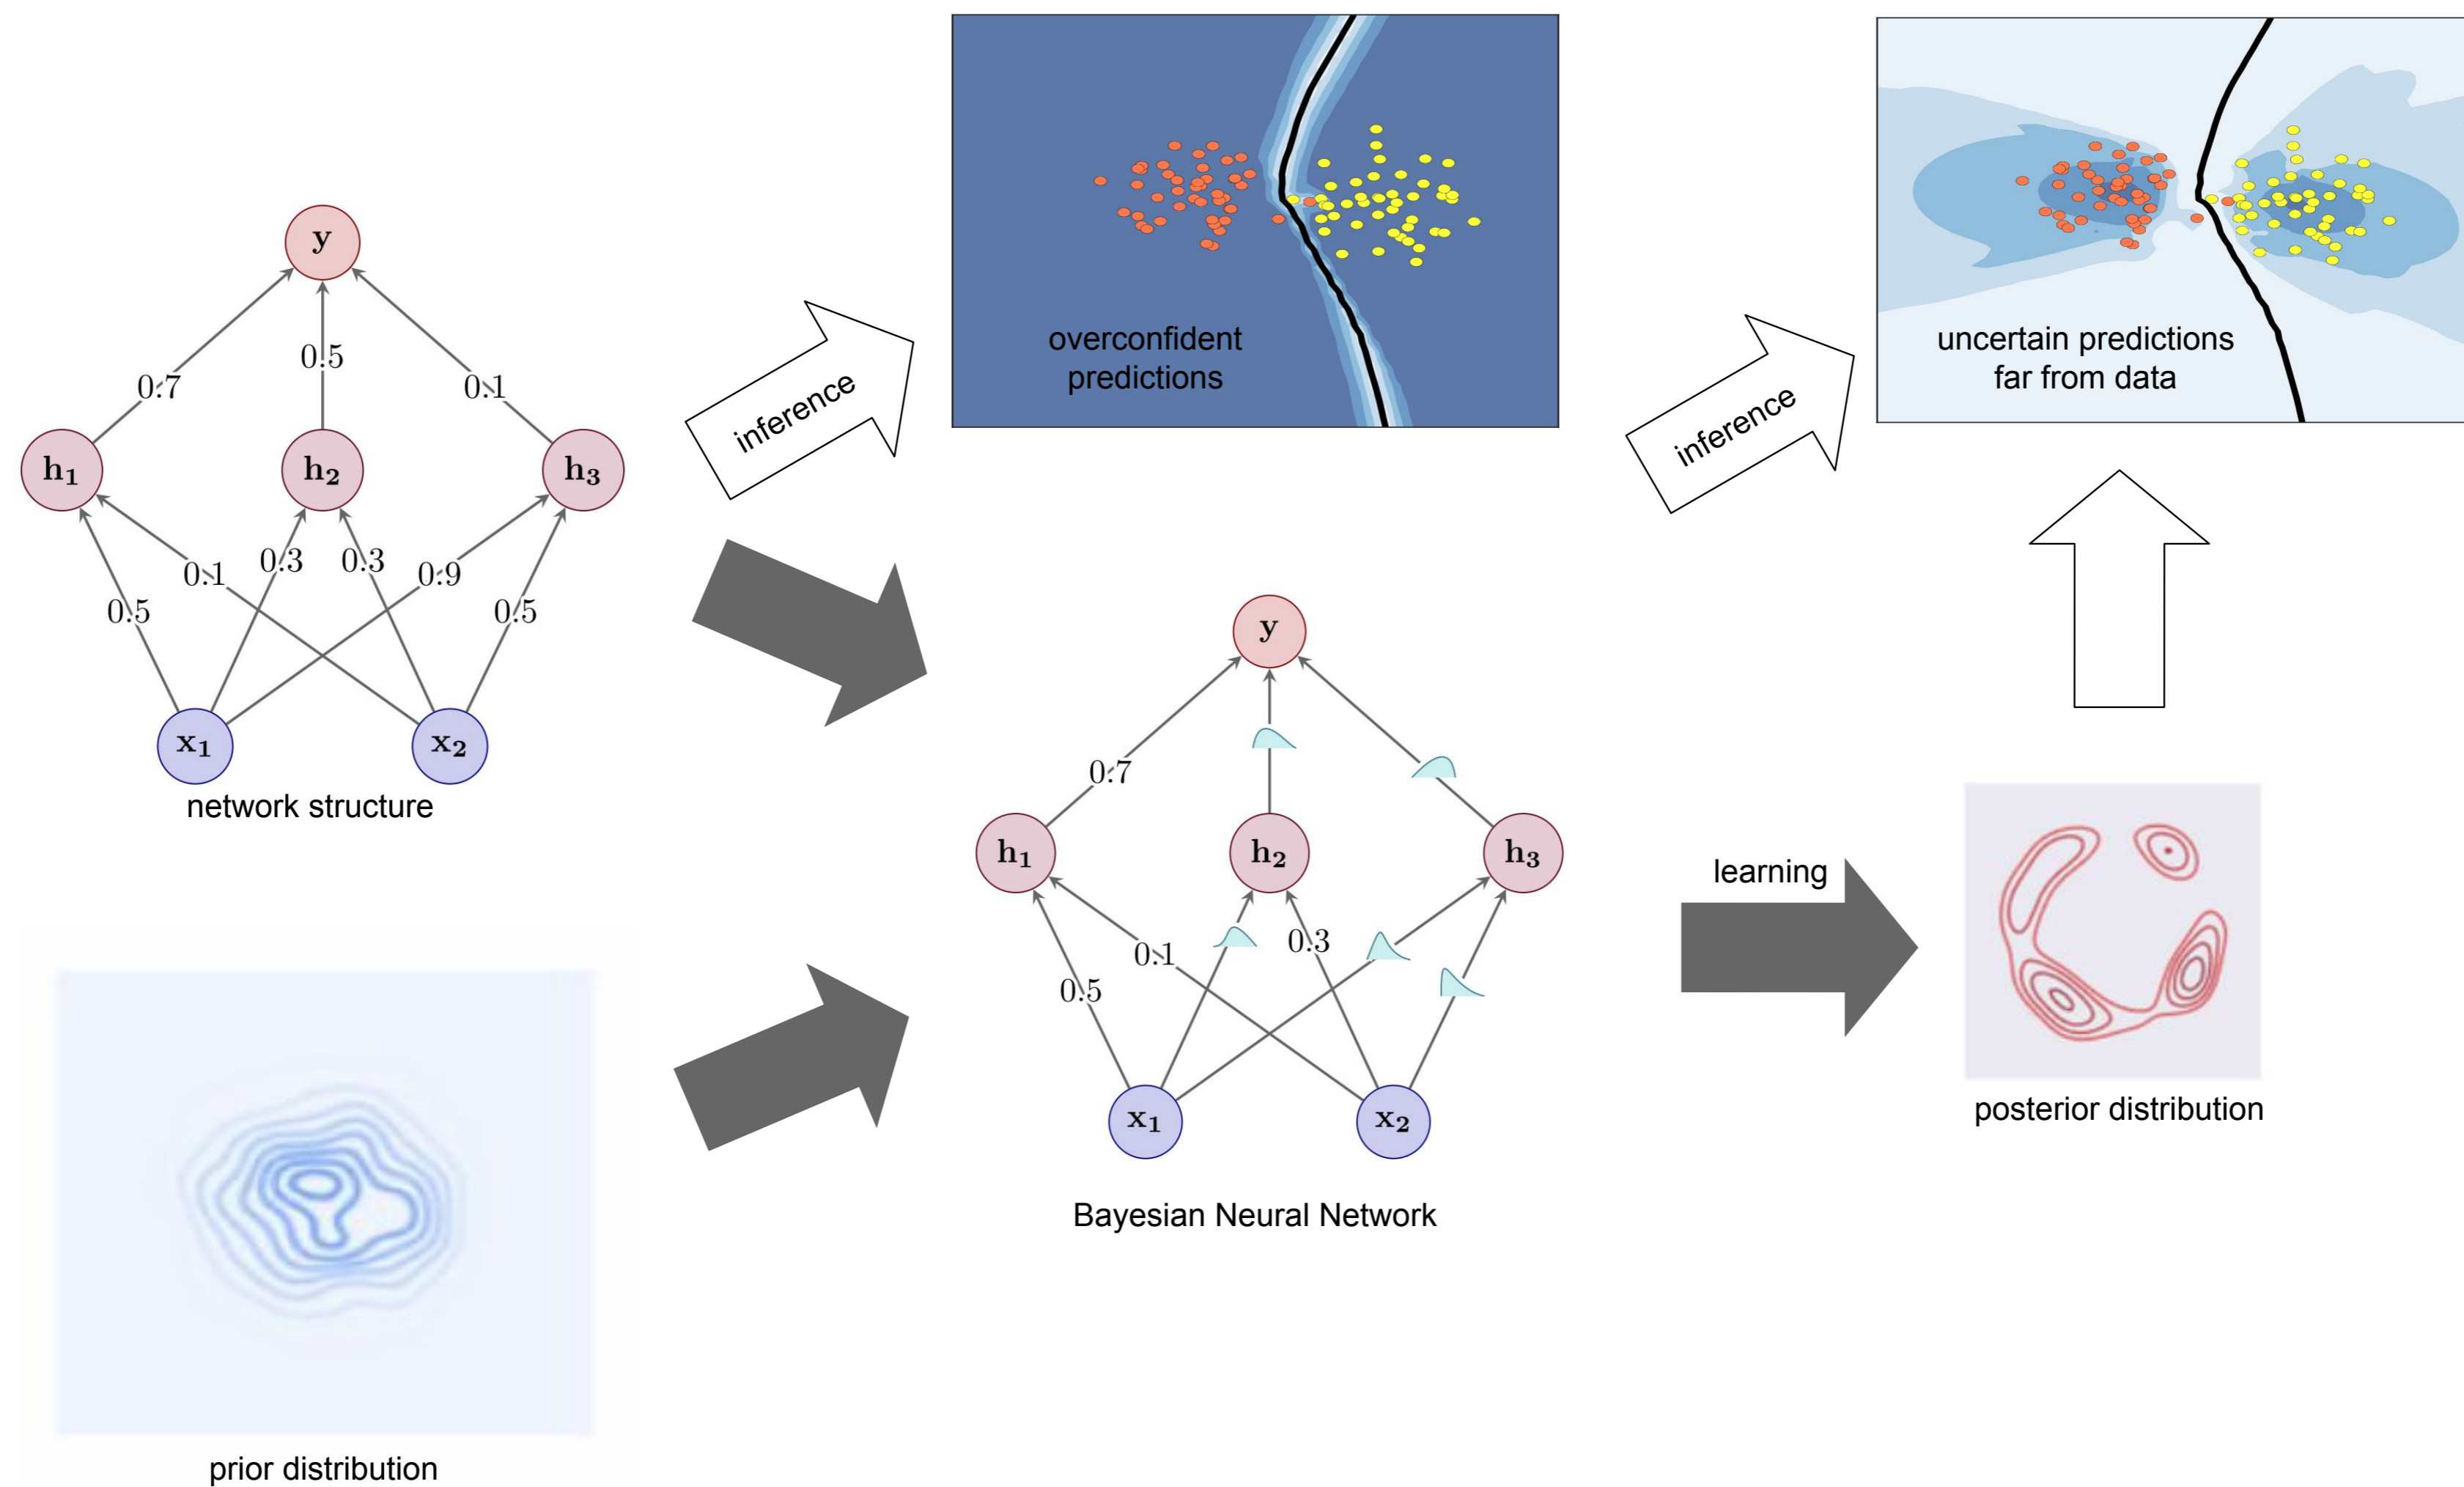 y
0.7
0.5
0.1
h₁
h₂
h₃
0.5
0.1
0.3
0.3
0.9
0.5
x₁
x₂
network structure
prior distribution
inference
overconfident
predictions
y
0.7
h₁
h₂
h₃
0.5
0.1
0.3
x₁
x₂
Bayesian Neural Network
inference
uncertain predictions
far from data
learning
posterior distribution